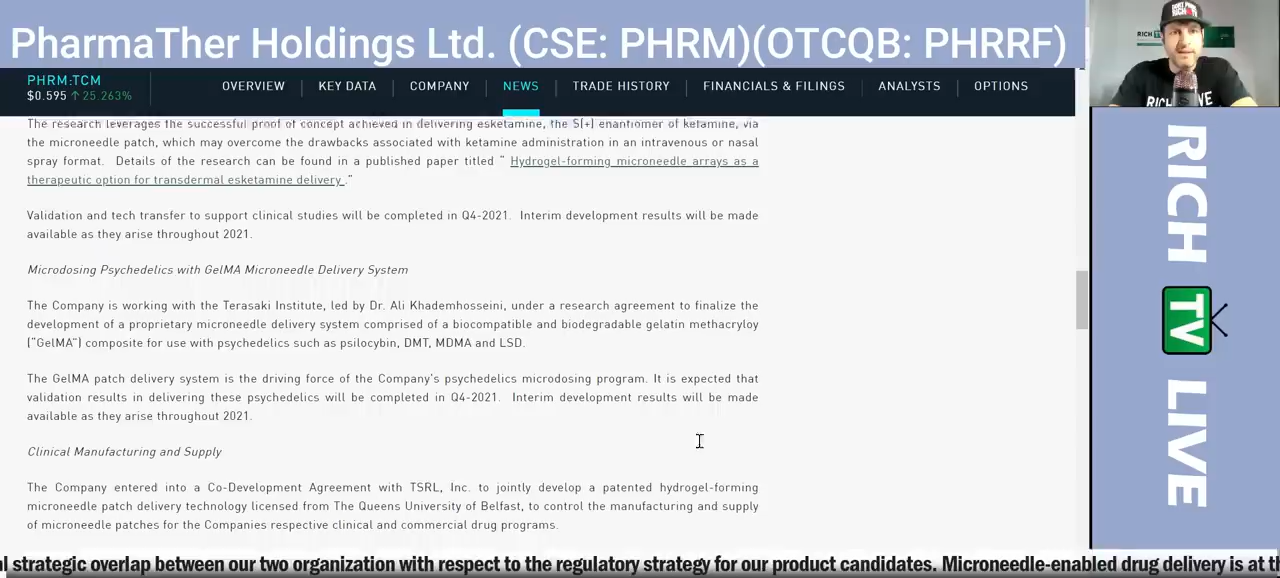 PharmaTher Holdings Ltd. (CSE: PHRM)(OTCQB: PHRRF)
PHRM:TCM
$0.595 ↑ 25.263%
OVERVIEW
KEY DATA
COMPANY
NEWS
TRADE HISTORY
FINANCIALS & FILINGS
ANALYSTS
OPTIONS
The research leverages the successful proof of concept achieved in delivering esketamine, the S(+) enantiomer of ketamine, via
the microneedle patch, which may overcome the drawbacks associated with ketamine administration in an intravenous or nasal
spray format. Details of the research can be found in a published paper titled " Hydrogel-forming microneedle arrays as a
therapeutic option for transdermal esketamine delivery ."
Validation and tech transfer to support clinical studies will be completed in Q4-2021. Interim development results will be made
available as they arise throughout 2021.
Microdosing Psychedelics with GelMA Microneedle Delivery System
The Company is working with the Terasaki Institute, led by Dr. Ali Khademhosseini, under a research agreement to finalize the
development of a proprietary microneedle delivery system comprised of a biocompatible and biodegradable gelatin methacryloy
("GelMA") composite for use with psychedelics such as psilocybin, DMT, MDMA and LSD.
The GelMA patch delivery system is the driving force of the Company's psychedelics microdosing program. It is expected that
validation results in delivering these psychedelics will be completed in Q4-2021. Interim development results will be made
available as they arise throughout 2021.
Clinical Manufacturing and Supply
The Company entered into a Co-Development Agreement with TSRL, Inc. to jointly develop a patented hydrogel-forming
microneedle patch delivery technology licensed from The Queens University of Belfast, to control the manufacturing and supply
of microneedle patches for the Companies respective clinical and commercial drug programs.
RICH TV LIVE
strategic overlap between our two organization with respect to the regulatory strategy for our product candidates. Microneedle-enabled drug delivery is at